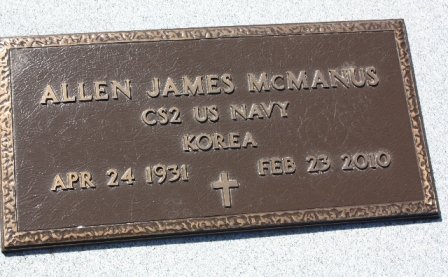 ALLEN JAMES McMANUS
CS2 US NAVY
KOREA
APR 24 1931 FEB 23 2010